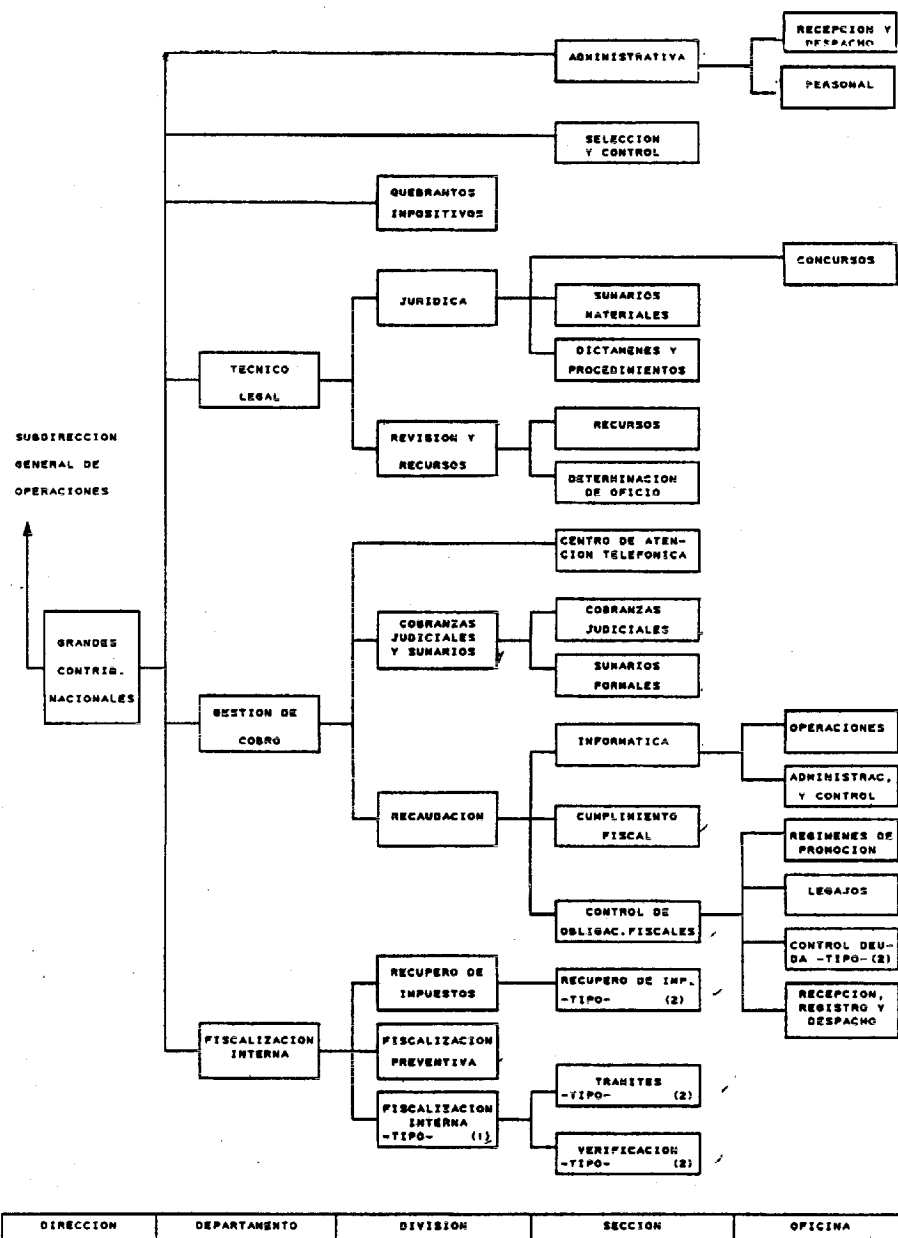 RECEPCION Y
DESPACHO
ADMINISTRATIVA
PERSONAL
SELECCION
Y CONTROL
QUEBRANTOS
IMPOSITIVOS
CONCURSOS
JURIDICA
SUMARIOS
MATERIALES
DICTAMENES Y
PROCEDIMIENTOS
TECNICO
LEGAL
REVISION Y
RECURSOS
RECURSOS
DETERMINACION
DE OFICIO
SUBDIRECCION
GENERAL DE
OPERACIONES
CENTRO DE ATEN-
CION TELEFONICA
COBRANZAS
JUDICIALES
Y SUMARIOS
COBRANZAS
JUDICIALES
SUMARIOS
FORMALES
GRANDES
CONTRIB.
NACIONALES
GESTION DE
COBRO
INFORMATICA
OPERACIONES
ADMINISTRAC.
Y CONTROL
RECAUDACION
CUMPLIMIENTO
FISCAL
REGIMENES DE
PROMOCION
LEGAJOS
CONTROL DE
OBLIGAC.FISCALES
CONTROL DEU-
DA -TIPO-(2)
RECEPCION,
REGISTRO Y
DESPACHO
RECUPERO DE
IMPUESTOS
RECUPERO DE IMP.
-TIPO- (2)
FISCALIZACION
INTERNA
FISCALIZACION
PREVENTIVA
FISCALIZACION
INTERNA
-TIPO- (1)
TRAMITES
-TIPO- (2)
VERIFICACION
-TIPO- (2)
DIRECCION DEPARTAMENTO DIVISION SECCION OFICINA